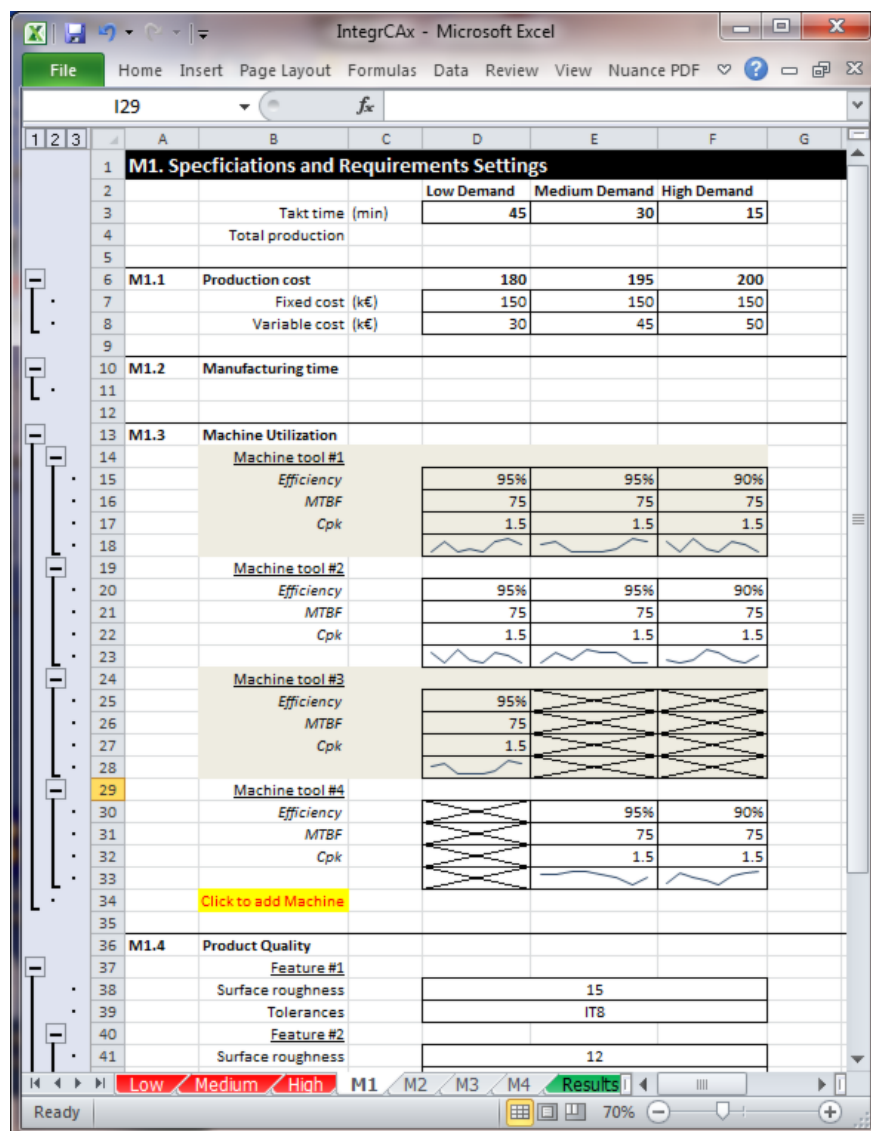 IntegrCAx - Microsoft Excel
File Home Insert Page Layout Formulas Data Review View Nuance PDF
I29 fx
1 2 3 A B C D E F G
1 M1. Specficiations and Requirements Settings
2 Low Demand Medium Demand High Demand
3 Takt time (min) 45 30 15
4 Total production
5
6 M1.1 Production cost 180 195 200
7 Fixed cost (k€) 150 150 150
8 Variable cost (k€) 30 45 50
9
10 M1.2 Manufacturing time
11
12
13 M1.3 Machine Utilization
14 Machine tool #1
15 Efficiency 95% 95% 90%
16 MTBF 75 75 75
17 Cpk 1.5 1.5 1.5
18
19 Machine tool #2
20 Efficiency 95% 95% 90%
21 MTBF 75 75 75
22 Cpk 1.5 1.5 1.5
23
24 Machine tool #3
25 Efficiency 95%
26 MTBF 75
27 Cpk 1.5
28
29 Machine tool #4
30 Efficiency 95% 90%
31 MTBF 75 75
32 Cpk 1.5 1.5
33
34 Click to add Machine
35
36 M1.4 Product Quality
37 Feature #1
38 Surface roughness 15
39 Tolerances IT8
40 Feature #2
41 Surface roughness 12
Low Medium High M1 M2 M3 M4 Results
Ready 70%